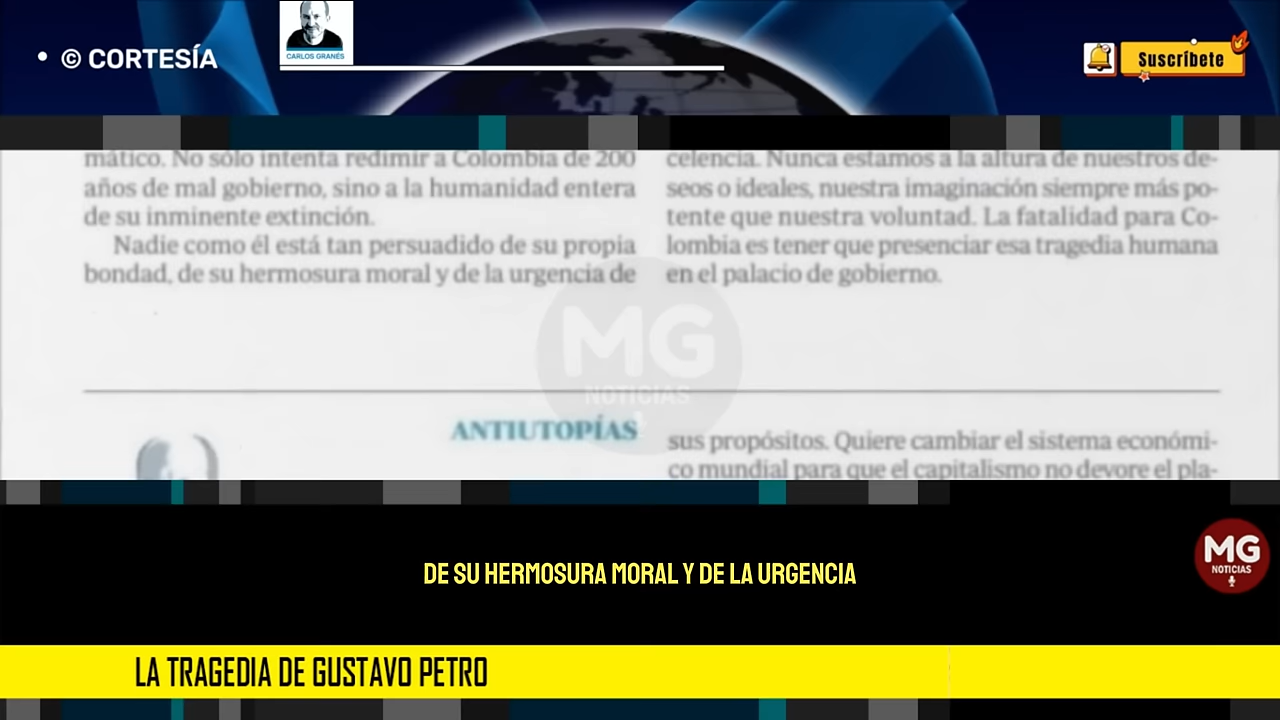 • © CORTESÍA
CARLOS GRANÉS
Suscríbete
mático. No sólo intenta redimir a Colombia de 200
años de mal gobierno, sino a la humanidad entera
de su inminente extinción.
Nadie como él está tan persuadido de su propia
bondad, de su hermosura moral y de la urgencia de
celencia. Nunca estamos a la altura de nuestros de-
seos o ideales, nuestra imaginación siempre más po-
tente que nuestra voluntad. La fatalidad para Co-
lombia es tener que presenciar esa tragedia humana
en el palacio de gobierno.
MG
NOTICIAS
ANTIUTOPÍAS
sus propósitos. Quiere cambiar el sistema económi-
co mundial para que el capitalismo no devore el pla-
DE SU HERMOSURA MORAL Y DE LA URGENCIA
MG
NOTICIAS
LA TRAGEDIA DE GUSTAVO PETRO